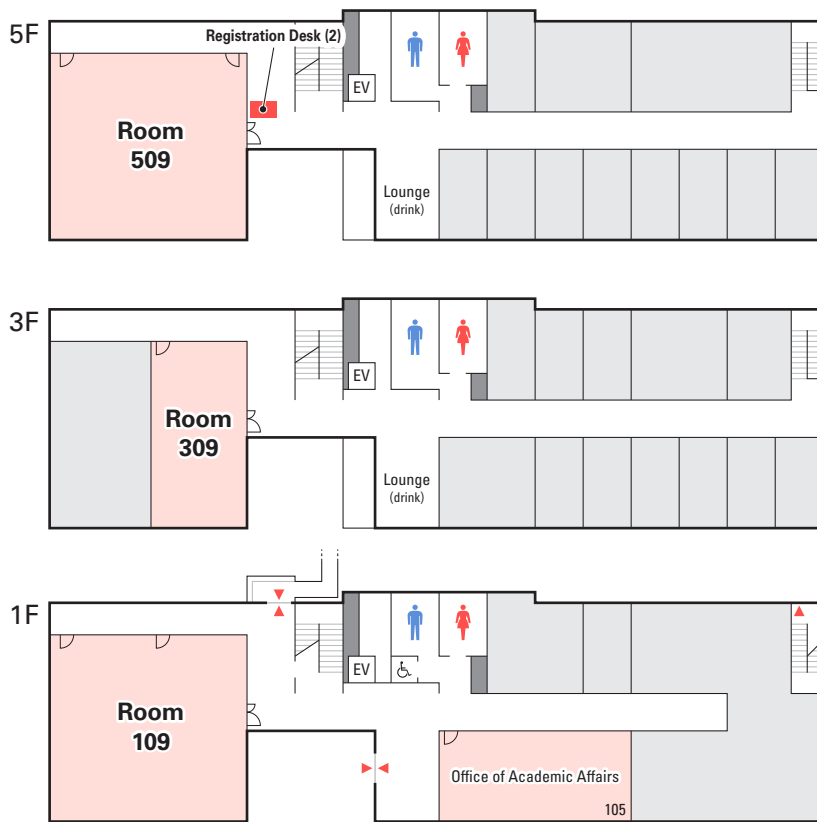 5F
Registration Desk (2)
EV
Room
509
Lounge
(drink)
3F
EV
Room
309
Lounge
(drink)
1F
EV
Room
109
Office of Academic Affairs
105